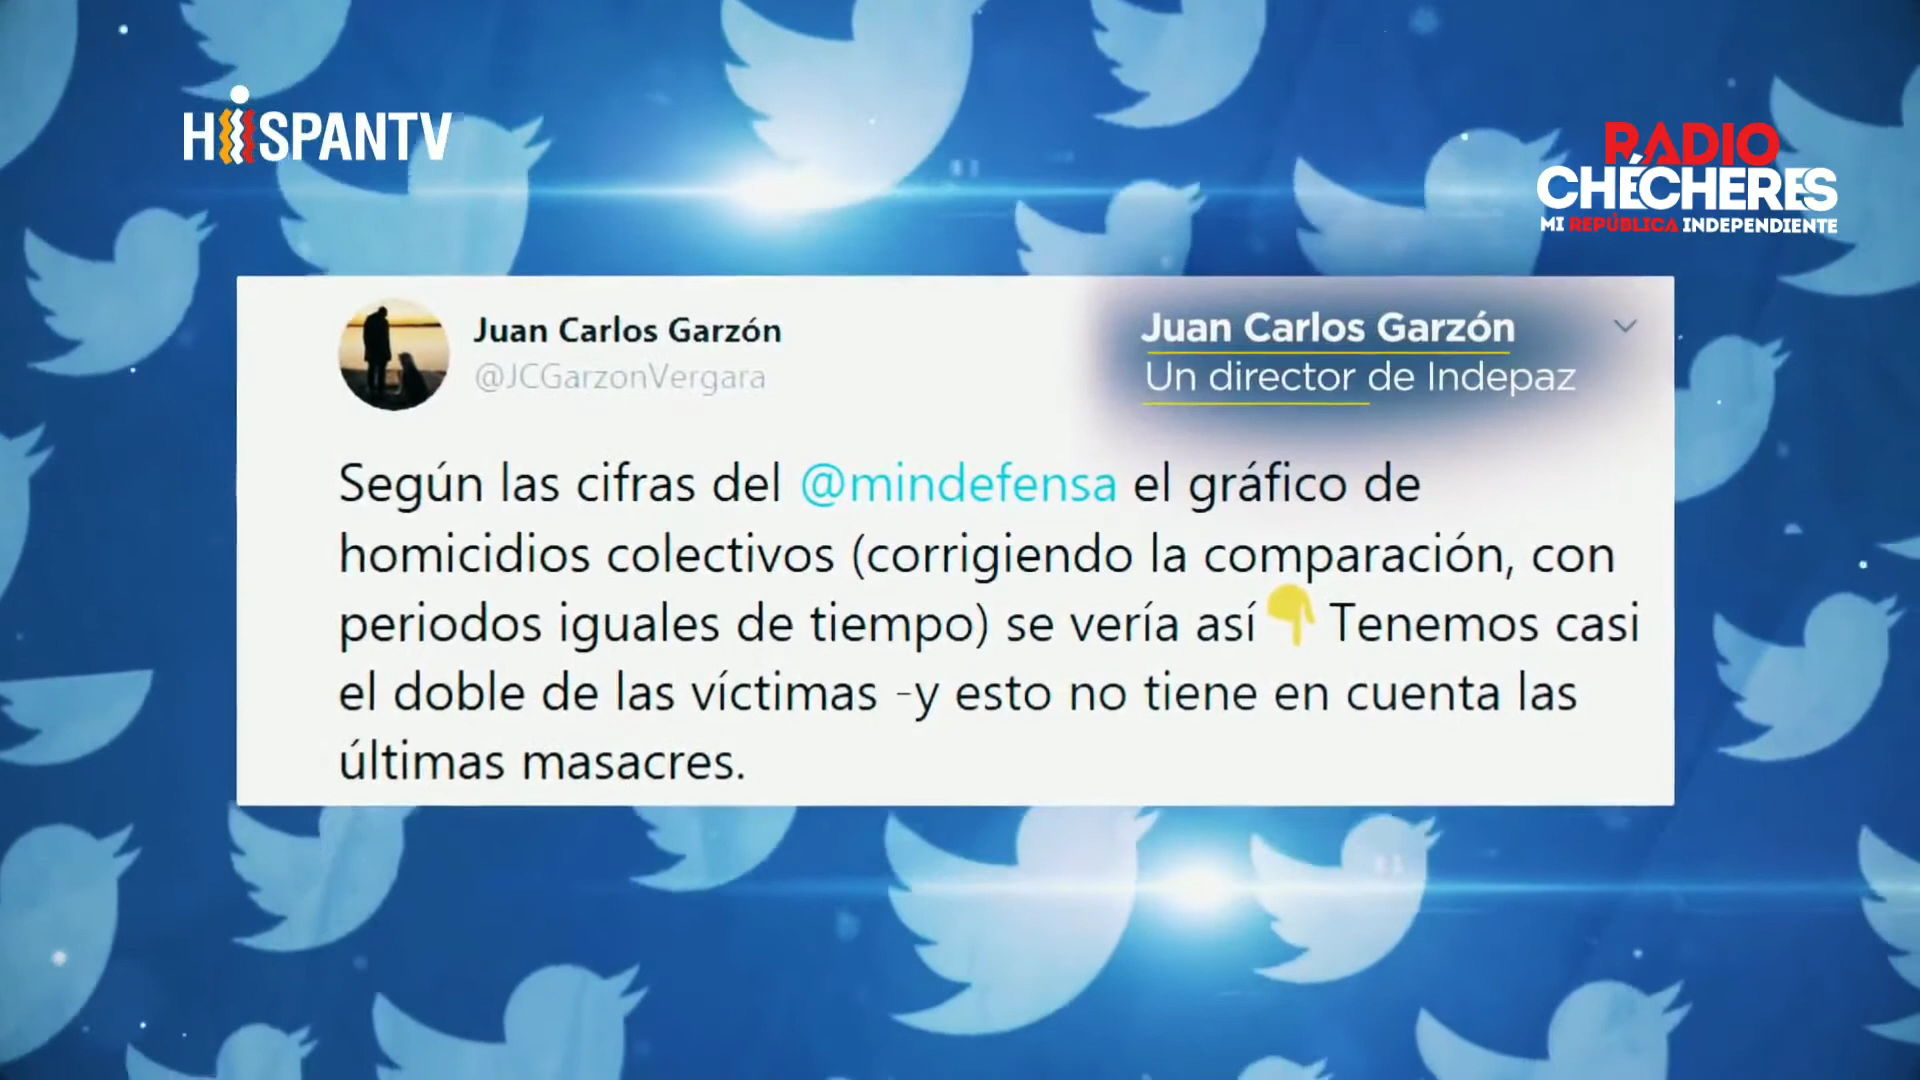 HISPANTV
RADIO
CHÉCHERES
MI REPÚBLICA INDEPENDIENTE
Juan Carlos Garzón
@JCGarzonVergara
Juan Carlos Garzón
Un director de Indepaz
Según las cifras del @mindefensa el gráfico de
homicidios colectivos (corrigiendo la comparación, con
periodos iguales de tiempo) se vería así👇 Tenemos casi
el doble de las víctimas -y esto no tiene en cuenta las
últimas masacres.